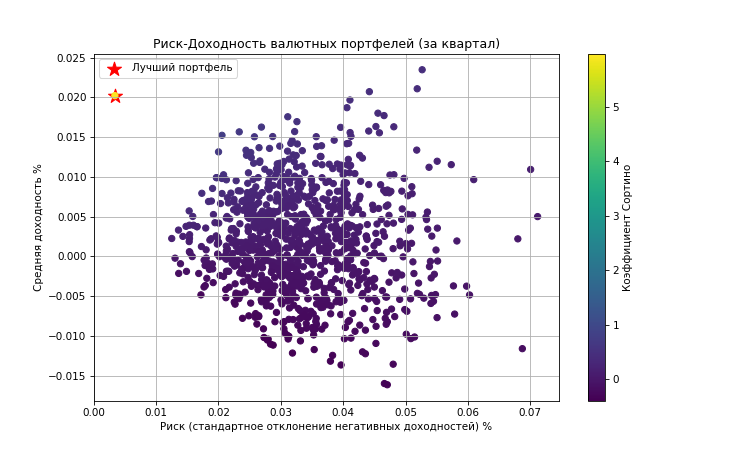 Риск-Доходность валютных портфелей (за квартал)
Лучший портфель
0.025
0.020
0.015
0.010
0.005
0.000
−0.005
−0.010
−0.015
Средняя доходность %
0.00 0.01 0.02 0.03 0.04 0.05 0.06 0.07
Риск (стандартное отклонение негативных доходностей) %
5
4
3
2
1
0
Коэффициент Сортино